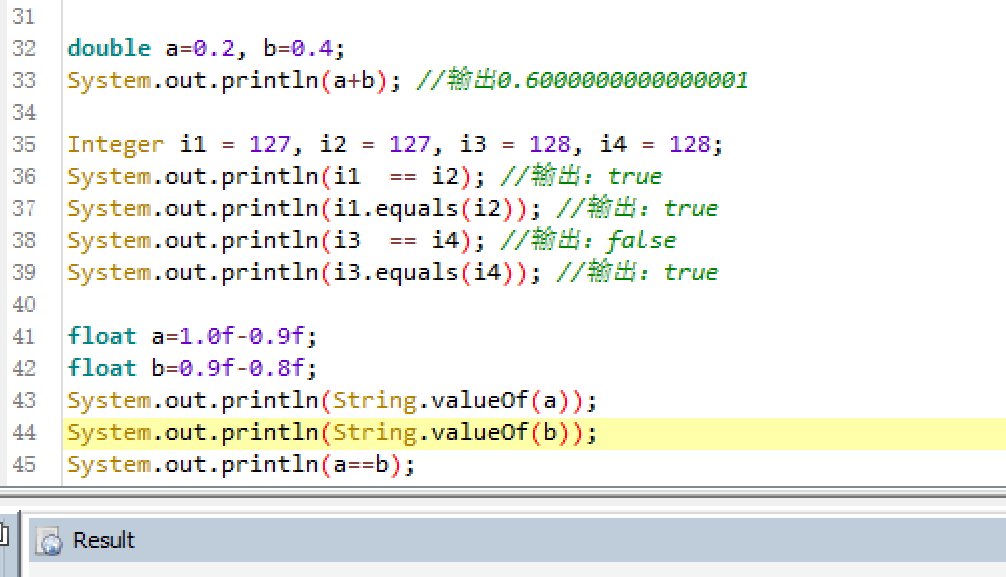 31
32 double a=0.2, b=0.4;
33 System.out.println(a+b); //输出0.6000000000000001
34
35 Integer i1 = 127, i2 = 127, i3 = 128, i4 = 128;
36 System.out.println(i1  == i2); //输出：true
37 System.out.println(i1.equals(i2)); //输出：true
38 System.out.println(i3  == i4); //输出：false
39 System.out.println(i3.equals(i4)); //输出：true
40
41 float a=1.0f-0.9f;
42 float b=0.9f-0.8f;
43 System.out.println(String.valueOf(a));
44 System.out.println(String.valueOf(b));
45 System.out.println(a==b);
Result